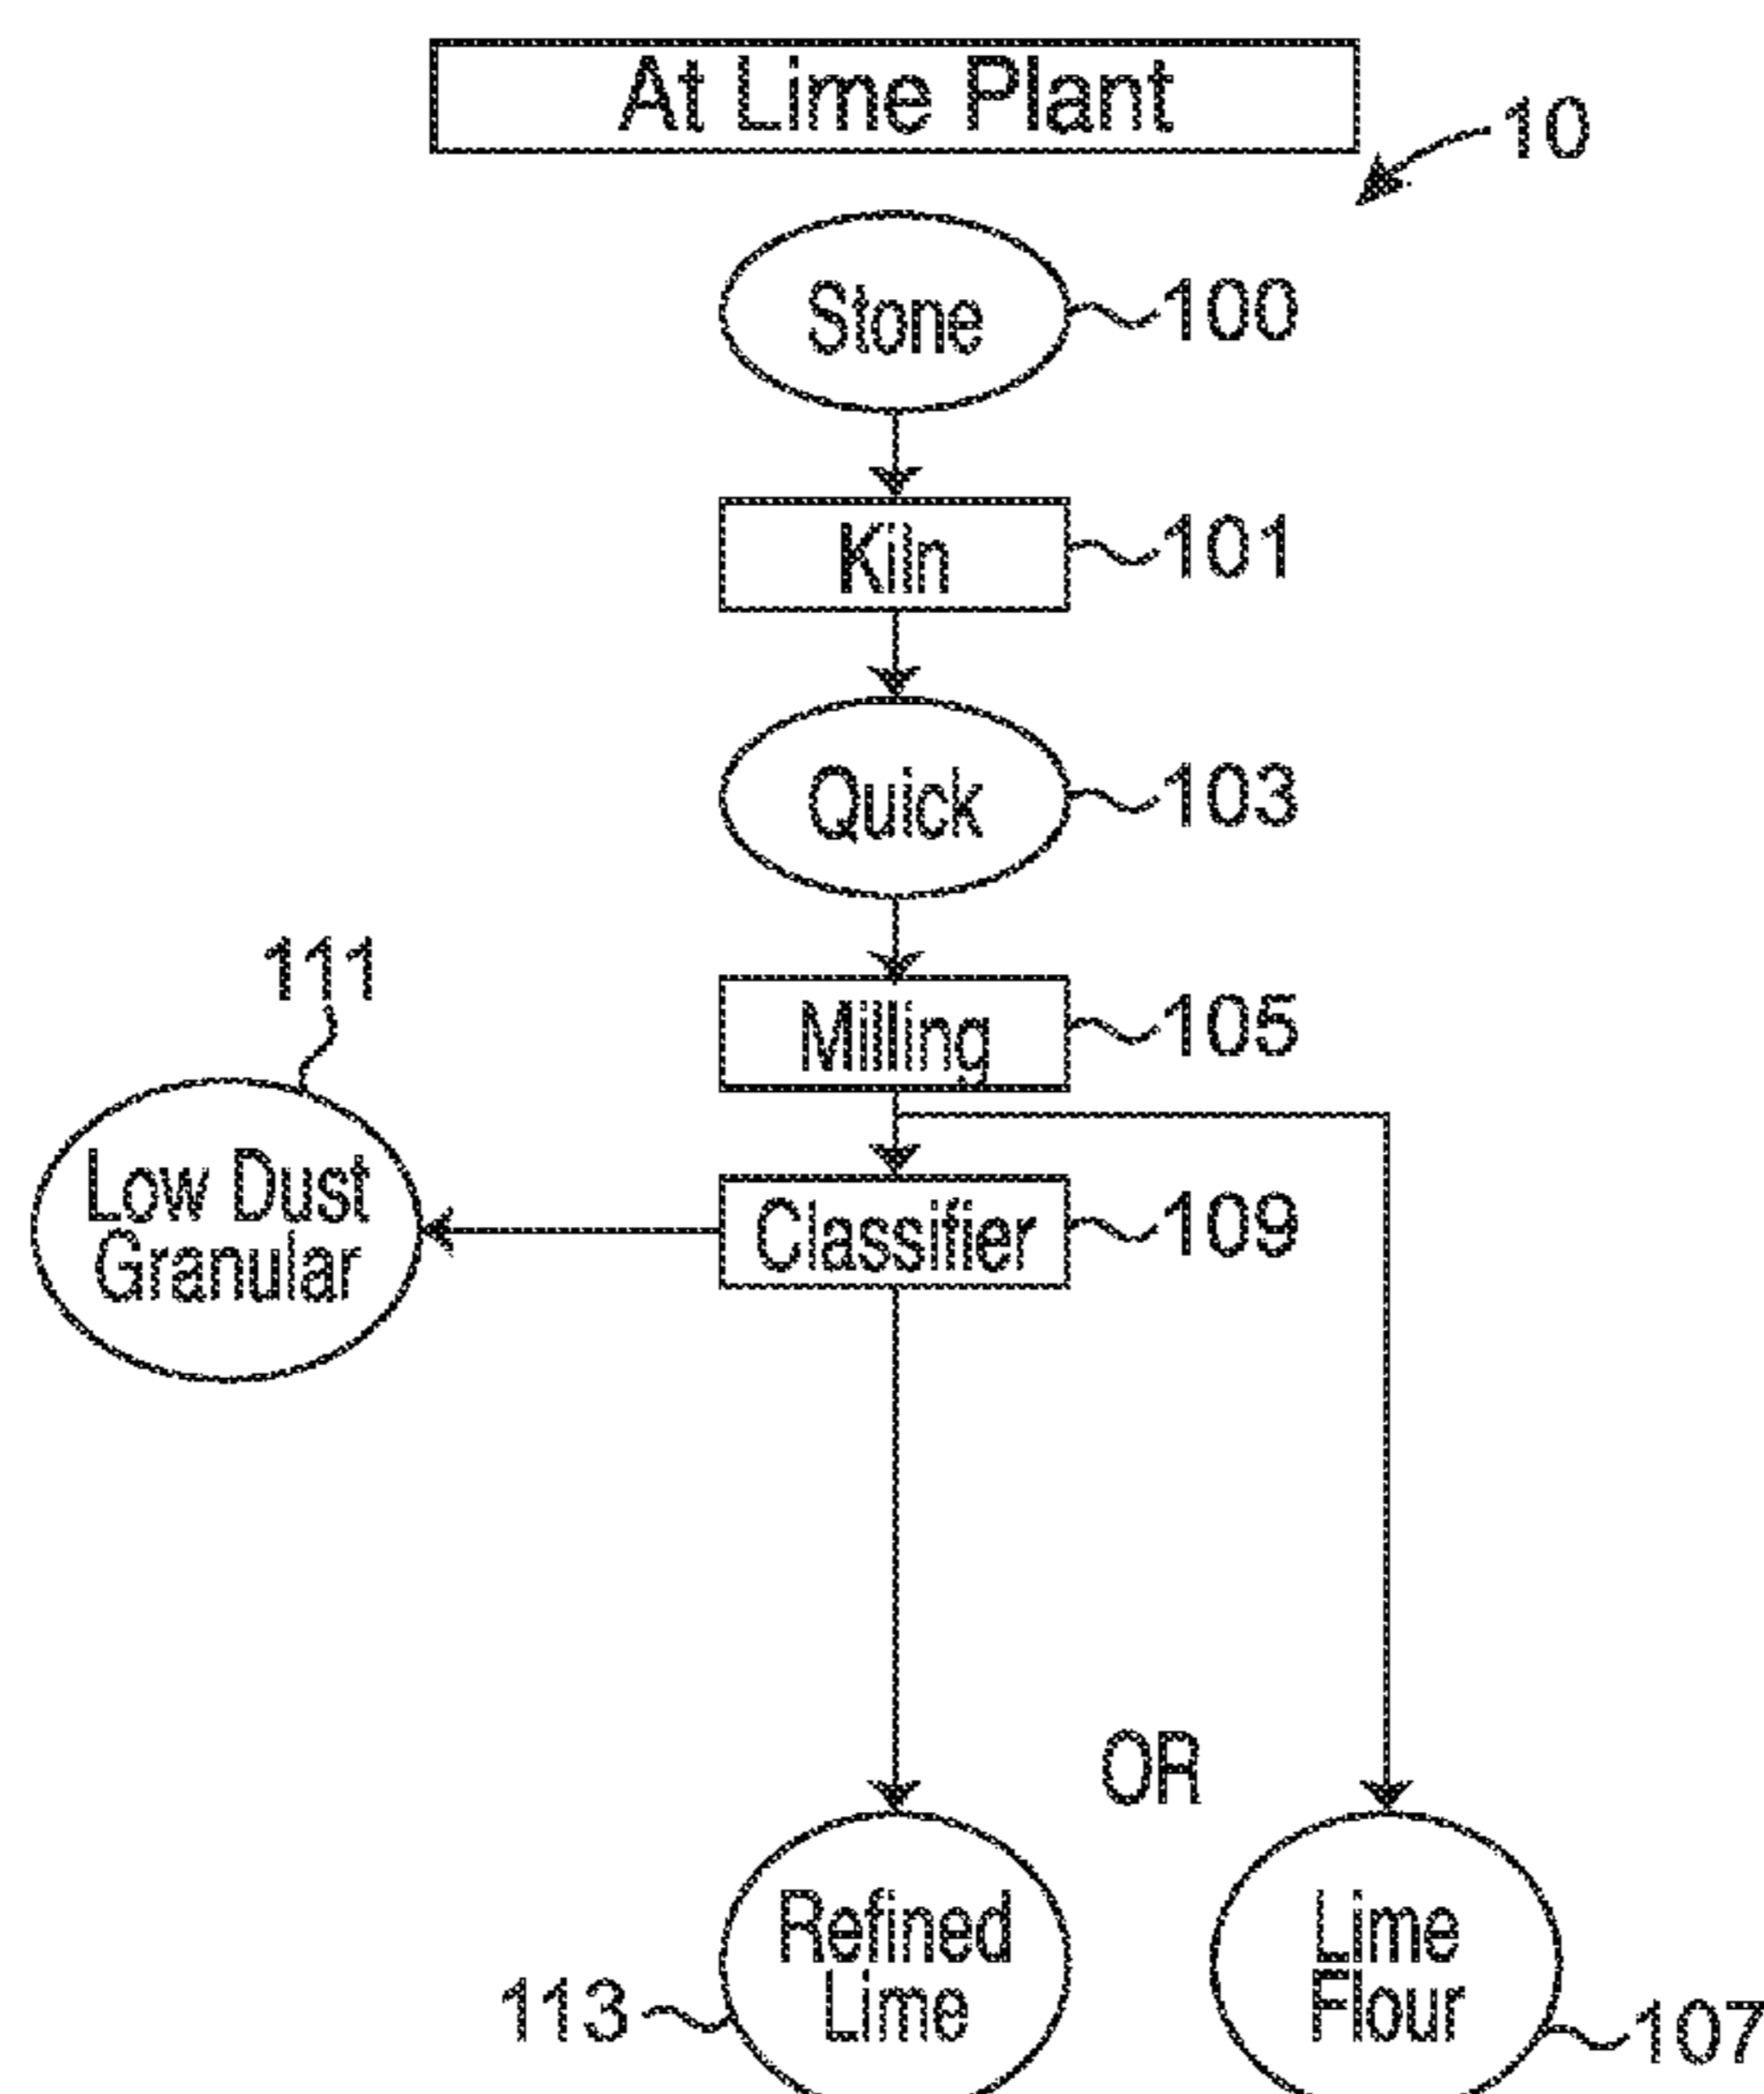 At Lime Plant
10
Stone
100
Kiln
101
Quick
103
111
Milling
105
Low Dust
Granular
Classifier
109
OR
Refined
Lime
113
Lime
Flour
107